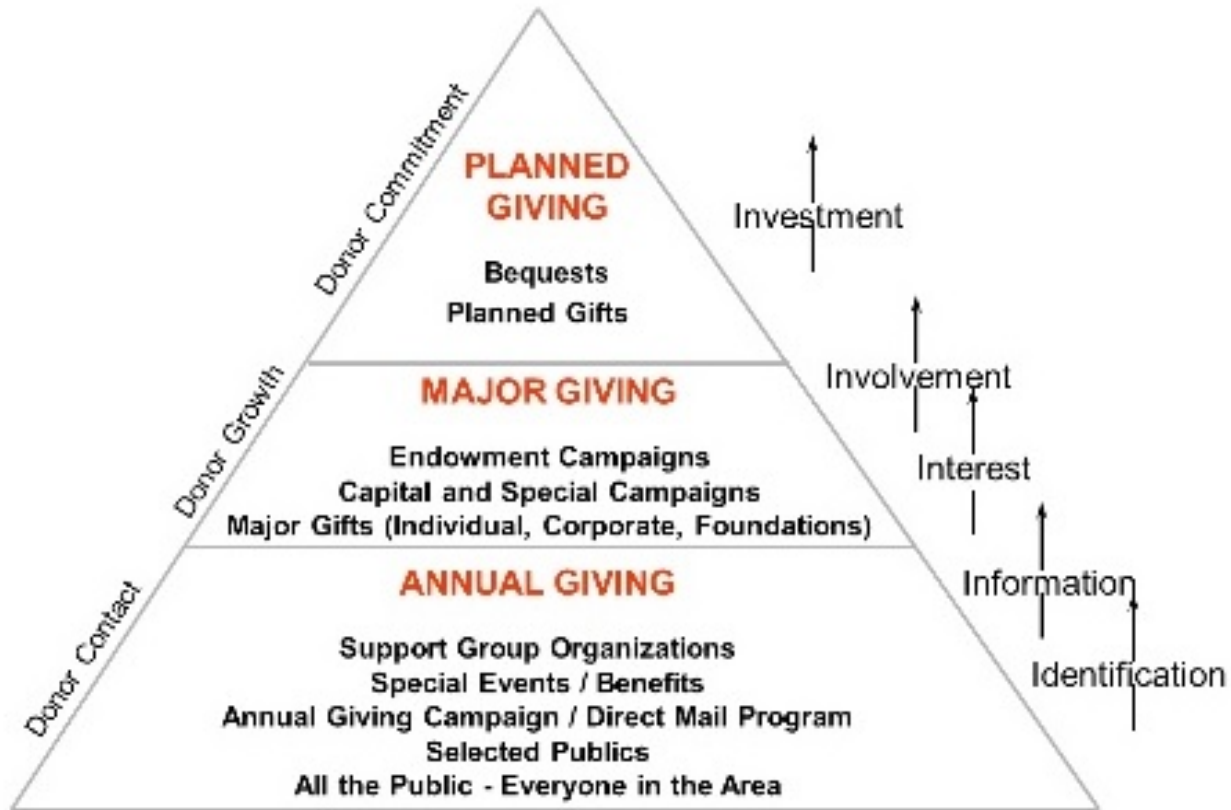 PLANNED
GIVING
Bequests
Planned Gifts
MAJOR GIVING
Endowment Campaigns
Capital and Special Campaigns
Major Gifts (Individual, Corporate, Foundations)
ANNUAL GIVING
Support Group Organizations
Special Events / Benefits
Annual Giving Campaign / Direct Mail Program
Selected Publics
All the Public - Everyone in the Area
Donor Commitment
Donor Growth
Donor Contact
Investment
Involvement
Interest
Information
Identification